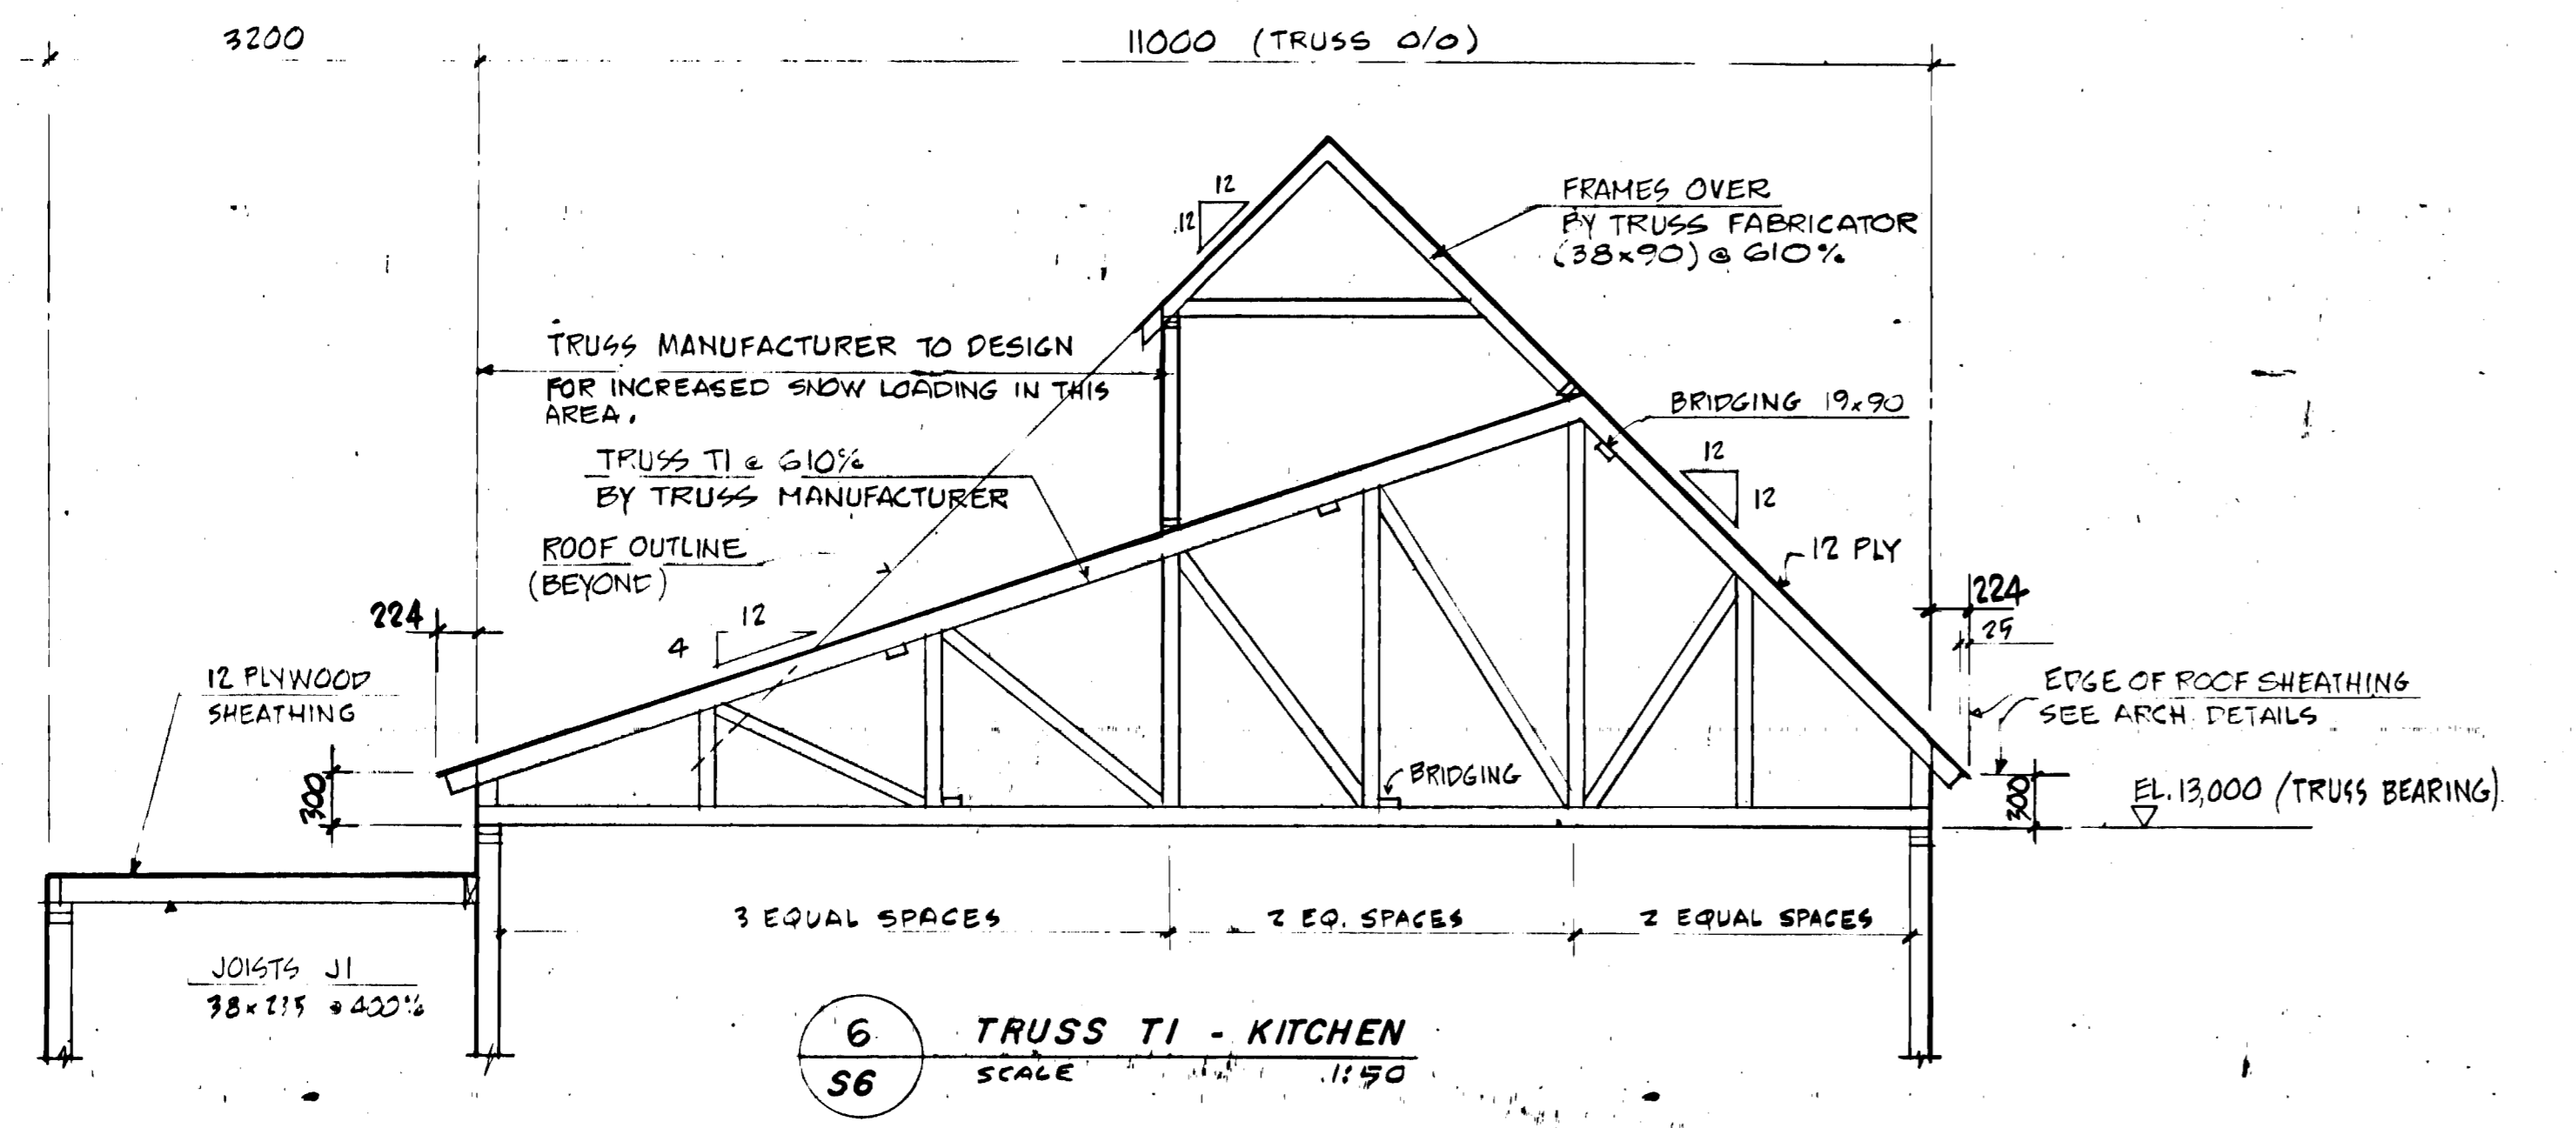 3200
11000 (TRUSS O/O)
12
12
FRAMES OVER
BY TRUSS FABRICATOR
(38x90) @ 610%
TRUSS MANUFACTURER TO DESIGN
FOR INCREASED SNOW LOADING IN THIS
AREA.
BRIDGING 19x90
TRUSS T1 @ 610%
BY TRUSS MANUFACTURER
12
12
ROOF OUTLINE
(BEYOND)
12 PLY
224
12
4
224
25
12 PLYWOOD
SHEATHING
EDGE OF ROOF SHEATHING
SEE ARCH. DETAILS
300
BRIDGING
300
EL. 13,000 (TRUSS BEARING)
3 EQUAL SPACES
2 EQ. SPACES
2 EQUAL SPACES
JOISTS J1
38x235 @ 400%
6
S6
TRUSS T1 - KITCHEN
SCALE 1:50